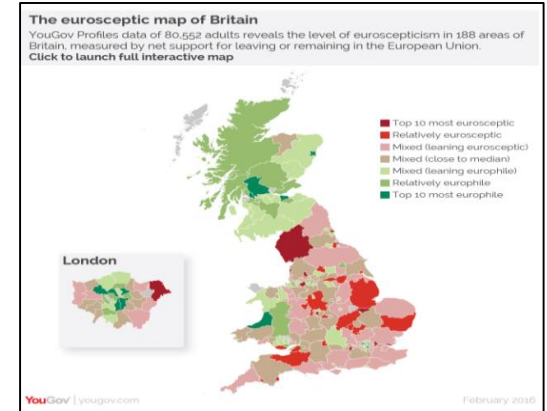 The eurosceptic map of Britain
YouGov Profiles data of 80,552 adults reveals the level of euroscepticism in 188 areas of
Britain, measured by net support for leaving or remaining in the European Union.
Click to launch full interactive map
Top 10 most eurosceptic
Relatively eurosceptic
Mixed (leaning eurosceptic)
Mixed (close to median)
Mixed (leaning europhile)
Relatively europhile
Top 10 most europhile
London
YouGov | yougov.com
February 2016